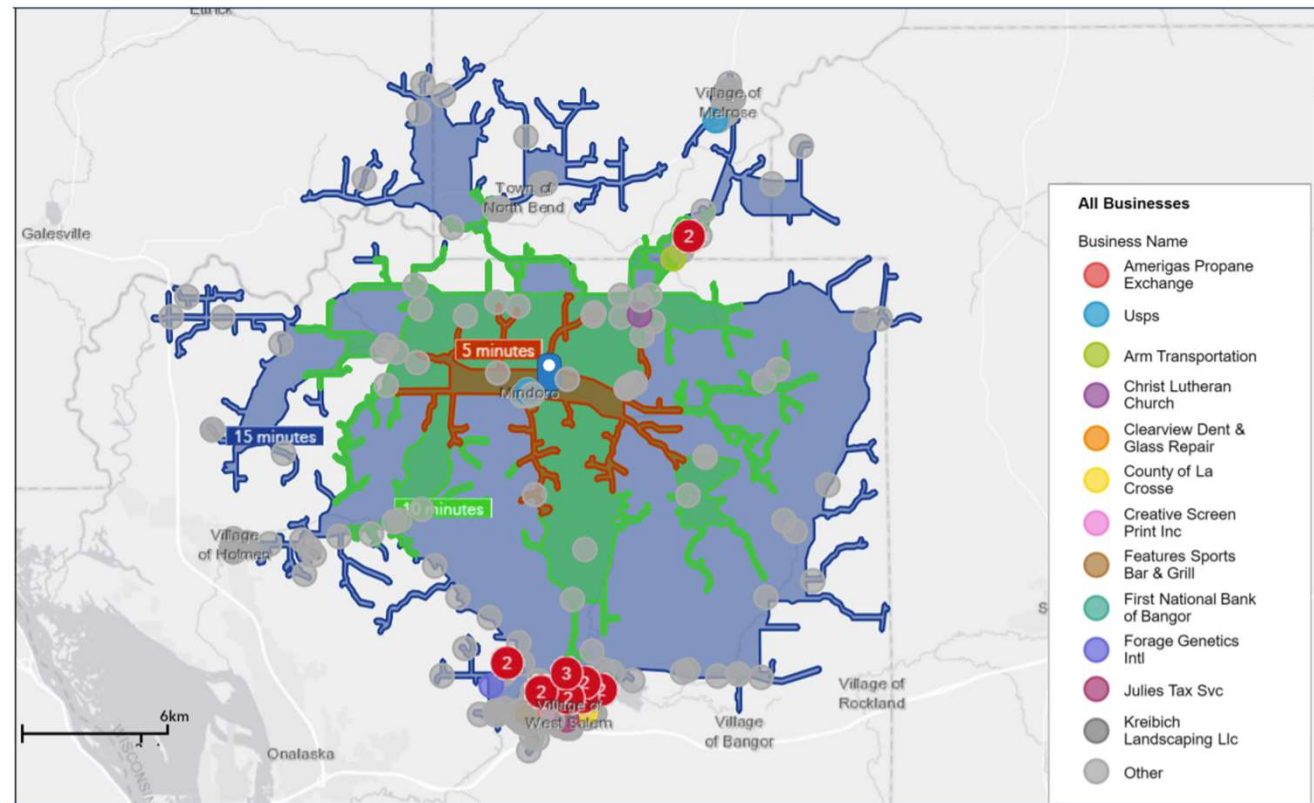 Ettrick
Village of
Melrose
Town of
North Bend
Galesville
2
5 minutes
Mindoro
15 minutes
10 minutes
Village
of Holmen
2
3
2
2
2
2
Village of
West Salem
Village of
Rockland
Village
of Bangor
6km
Onalaska
WISCONSIN
S
All Businesses
Business Name
Amerigas Propane
Exchange
Usps
Arm Transportation
Christ Lutheran
Church
Clearview Dent &
Glass Repair
County of La
Crosse
Creative Screen
Print Inc
Features Sports
Bar & Grill
First National Bank
of Bangor
Forage Genetics
Intl
Julies Tax Svc
Kreibich
Landscaping Llc
Other